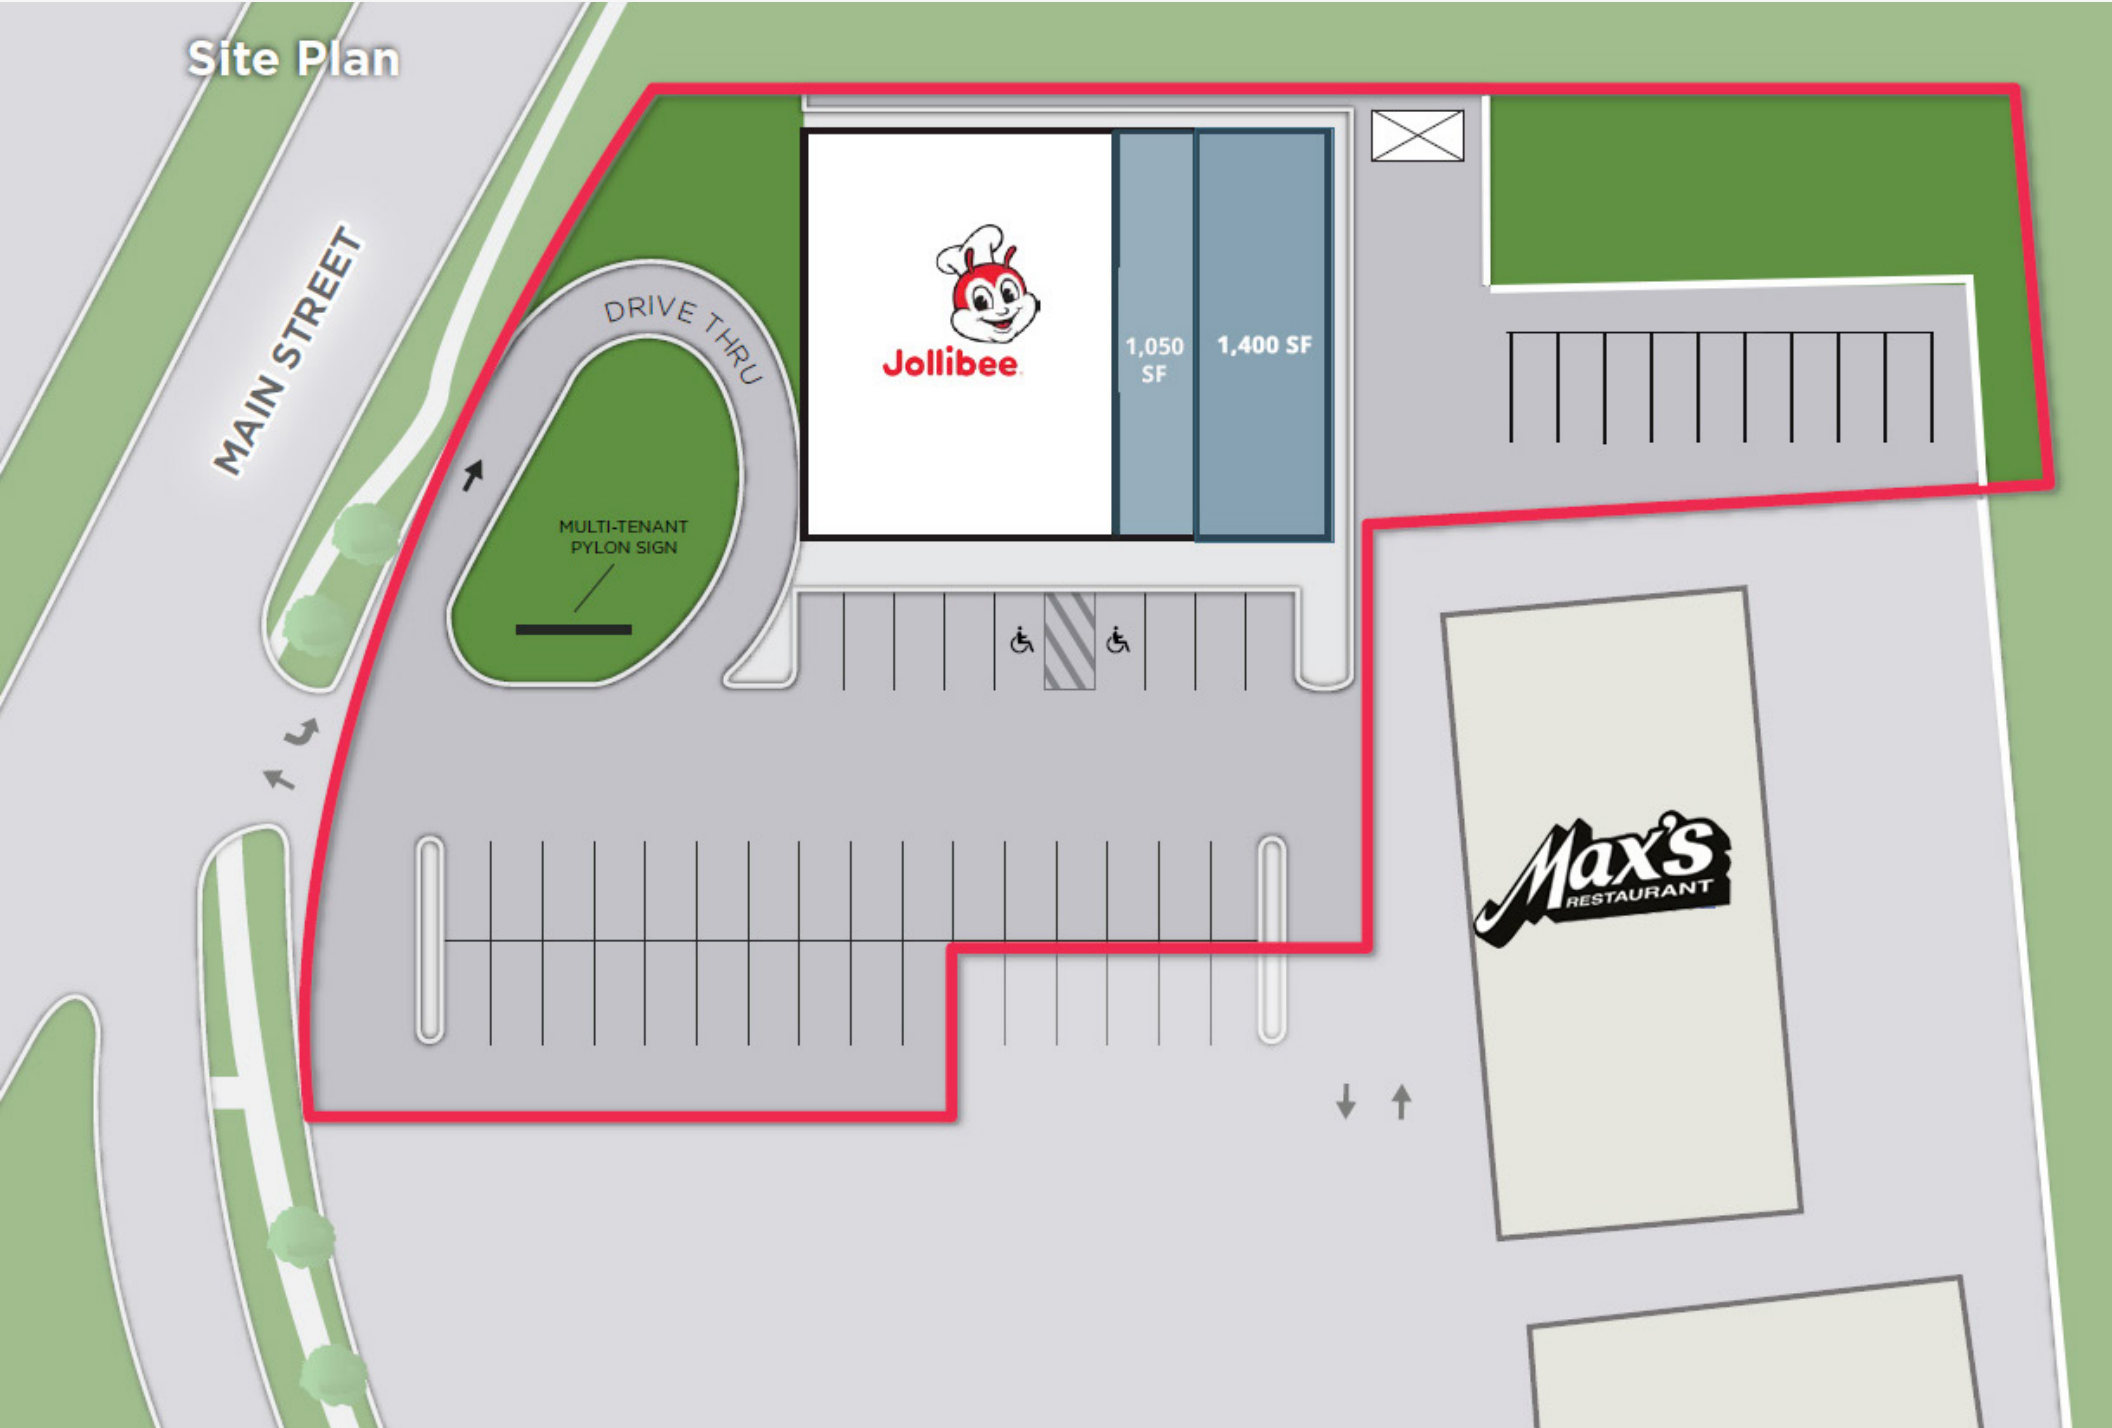 Site Plan
MAIN STREET
DRIVE THRU
MULTI-TENANT
PYLON SIGN
Jollibee
1,050
SF
1,400 SF
Max's
RESTAURANT